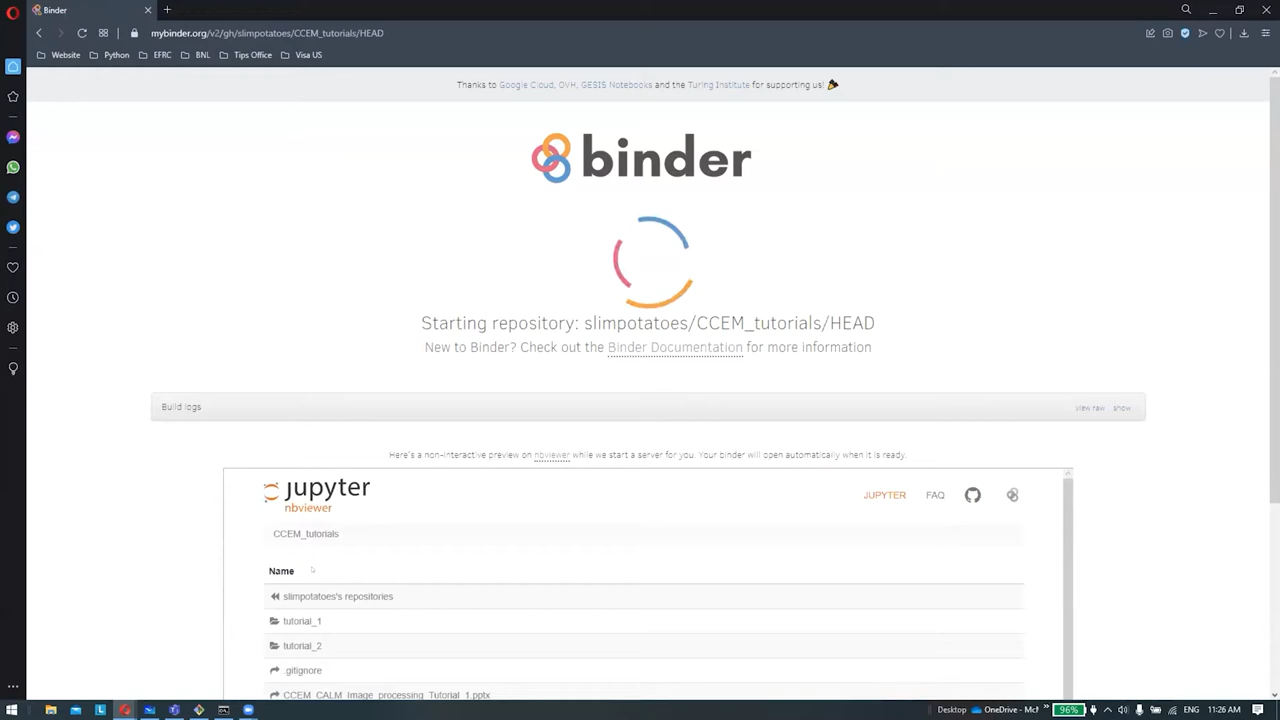 Binder
mybinder.org/v2/gh/slimpotatoes/CCEM_tutorials/HEAD
Website Python EFRC BNL Tips Office Visa US
Thanks to Google Cloud, OVH, GESIS Notebooks and the Turing Institute for supporting us!
binder
Starting repository: slimpotatoes/CCEM_tutorials/HEAD
New to Binder? Check out the Binder Documentation for more information
Build logs view raw show
Here's a non-interactive preview on nbviewer while we start a server for you. Your binder will open automatically when it is ready.
jupyter
nbviewer
JUPYTER FAQ
CCEM_tutorials
Name
slimpotatoes's repositories
tutorial_1
tutorial_2
.gitignore
CCEM_CALM_Image_processing_Tutorial_1.pptx
Desktop OneDrive - McM 96% ENG 11:26 AM